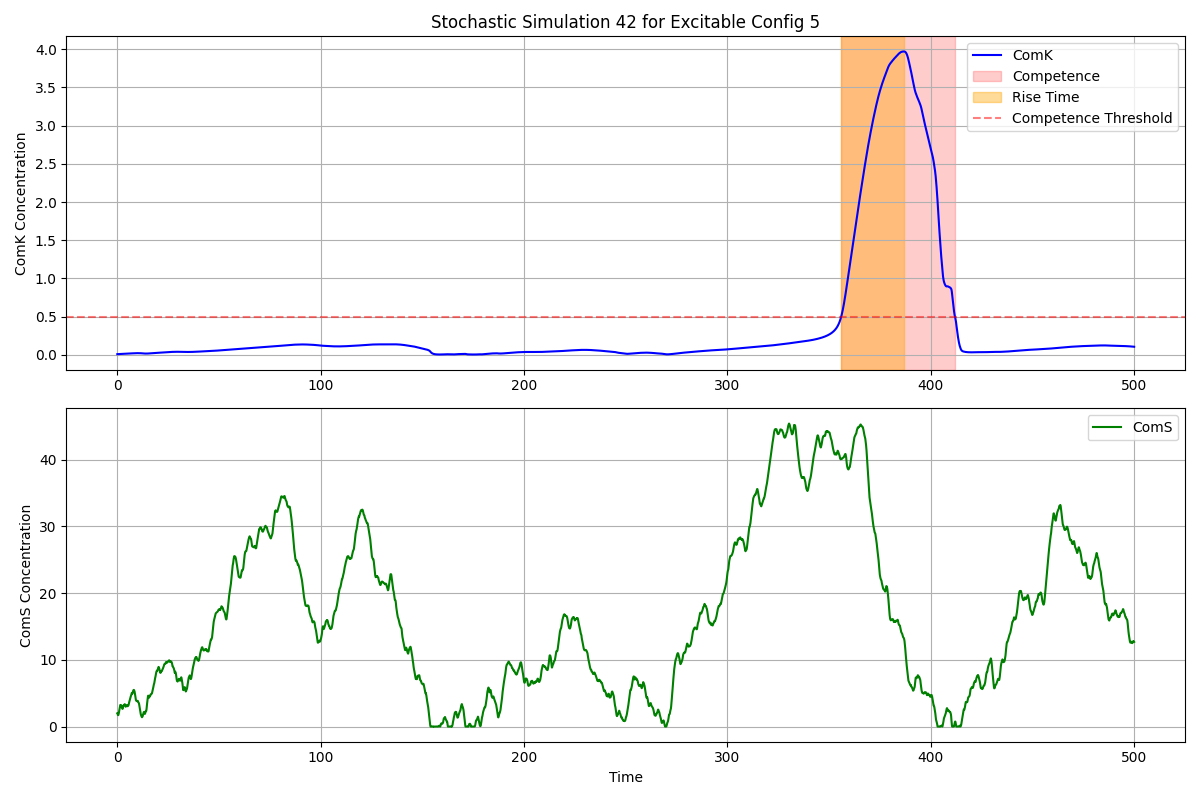 Stochastic Simulation 42 for Excitable Config 5
ComK Concentration
4.0
3.5
3.0
2.5
2.0
1.5
1.0
0.5
0.0
ComK
Competence
Rise Time
Competence Threshold
0 100 200 300 400 500
ComS Concentration
40
30
20
10
0
ComS
0 100 200 300 400 500
Time